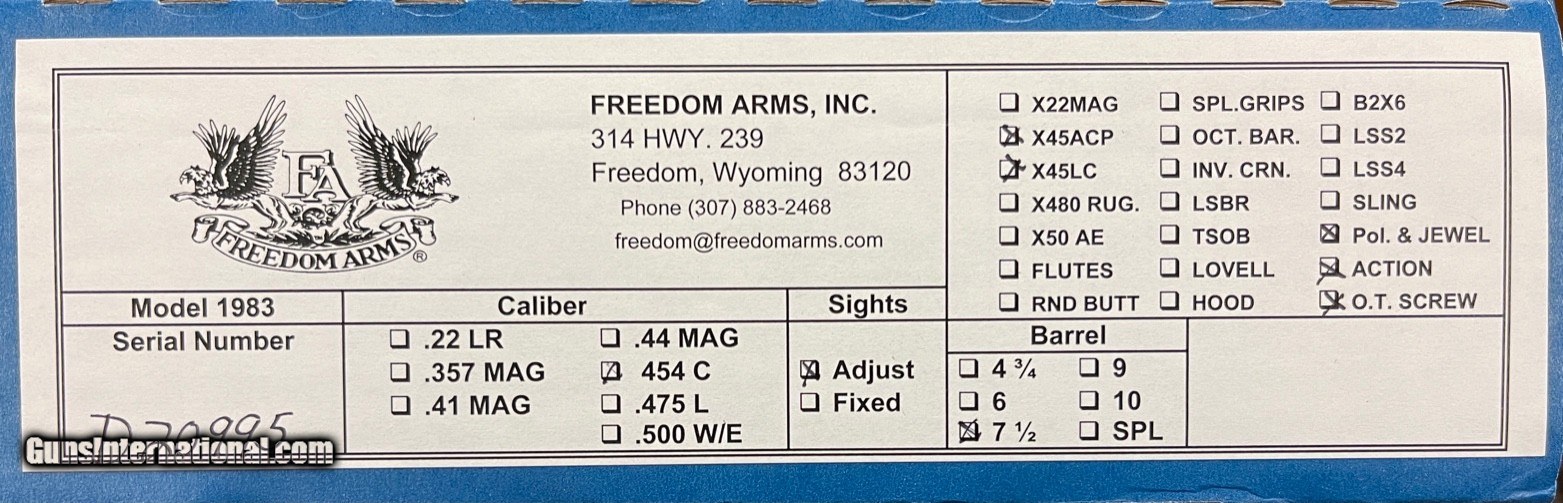 FA
FREEDOM ARMS®
FREEDOM ARMS, INC.
314 HWY. 239
Freedom, Wyoming 83120
Phone (307) 883-2468
freedom@freedomarms.com
X22MAG SPL.GRIPS B2X6
X45ACP OCT. BAR. LSS2
X45LC INV. CRN. LSS4
X480 RUG. LSBR SLING
X50 AE TSOB Pol. & JEWEL
FLUTES LOVELL ACTION
RND BUTT HOOD O.T. SCREW
Model 1983
Serial Number
D20995
Caliber
.22 LR .44 MAG
.357 MAG 454 C
.41 MAG .475 L
.500 W/E
Sights
Adjust
Fixed
Barrel
4 ¾ 9
6 10
7 ½ SPL
GunsInternational.com